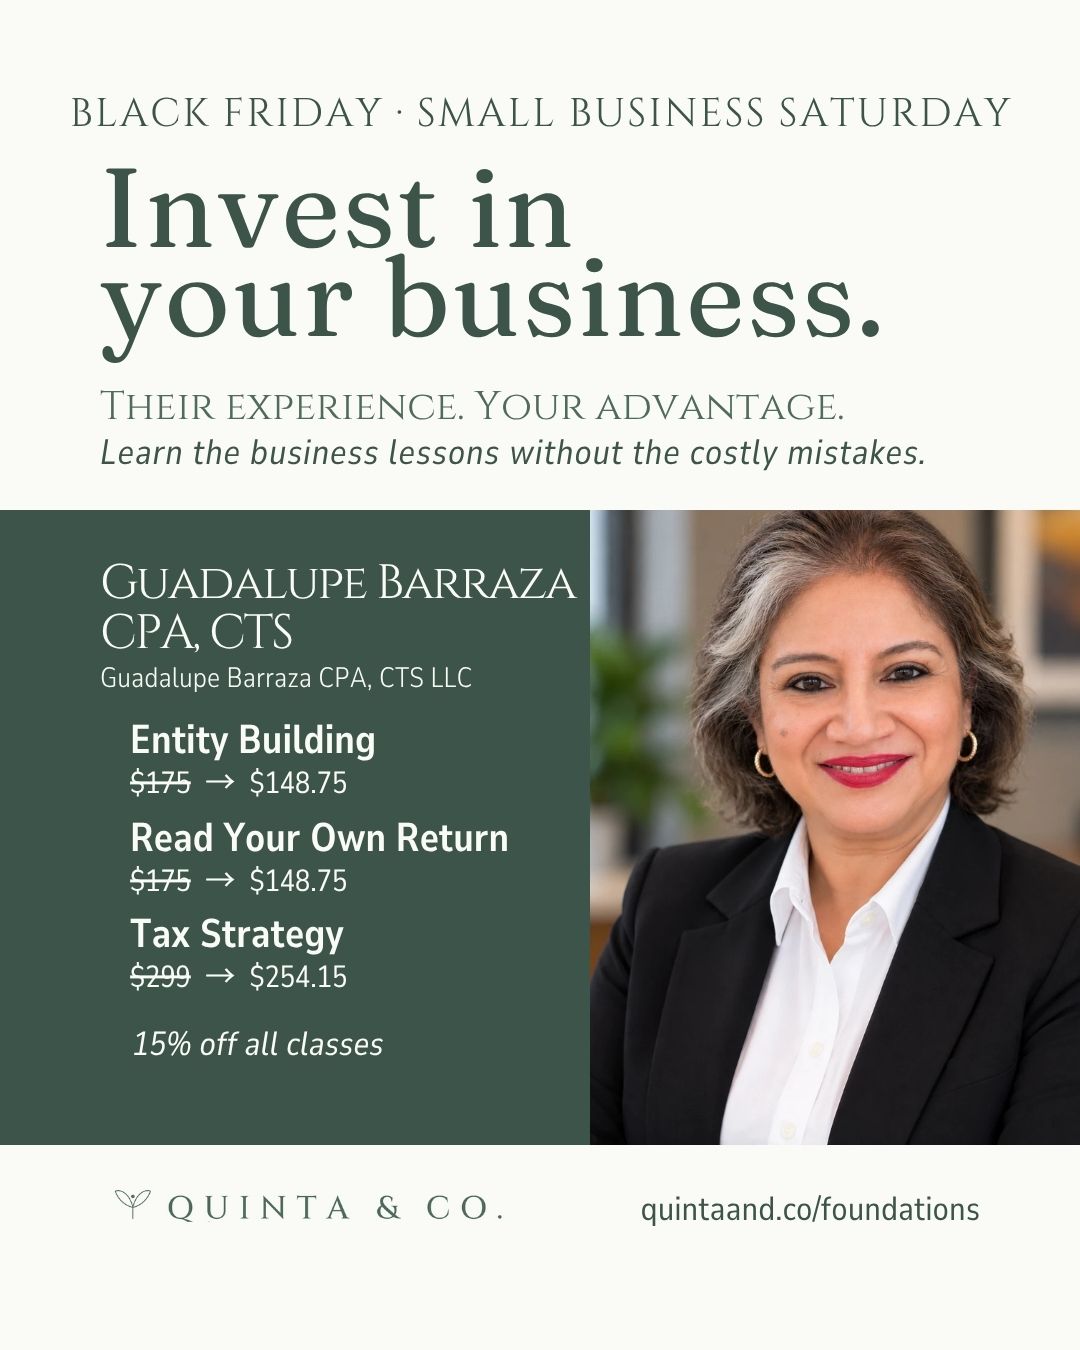 BLACK FRIDAY · SMALL BUSINESS SATURDAY
Invest in
your business.
Their experience. Your advantage.
Learn the business lessons without the costly mistakes.
Guadalupe Barraza
CPA, CTS
Guadalupe Barraza CPA, CTS LLC
Entity Building
$175 → $148.75
Read Your Own Return
$175 → $148.75
Tax Strategy
$299 → $254.15
15% off all classes
QUINTA & CO.
quintaand.co/foundations